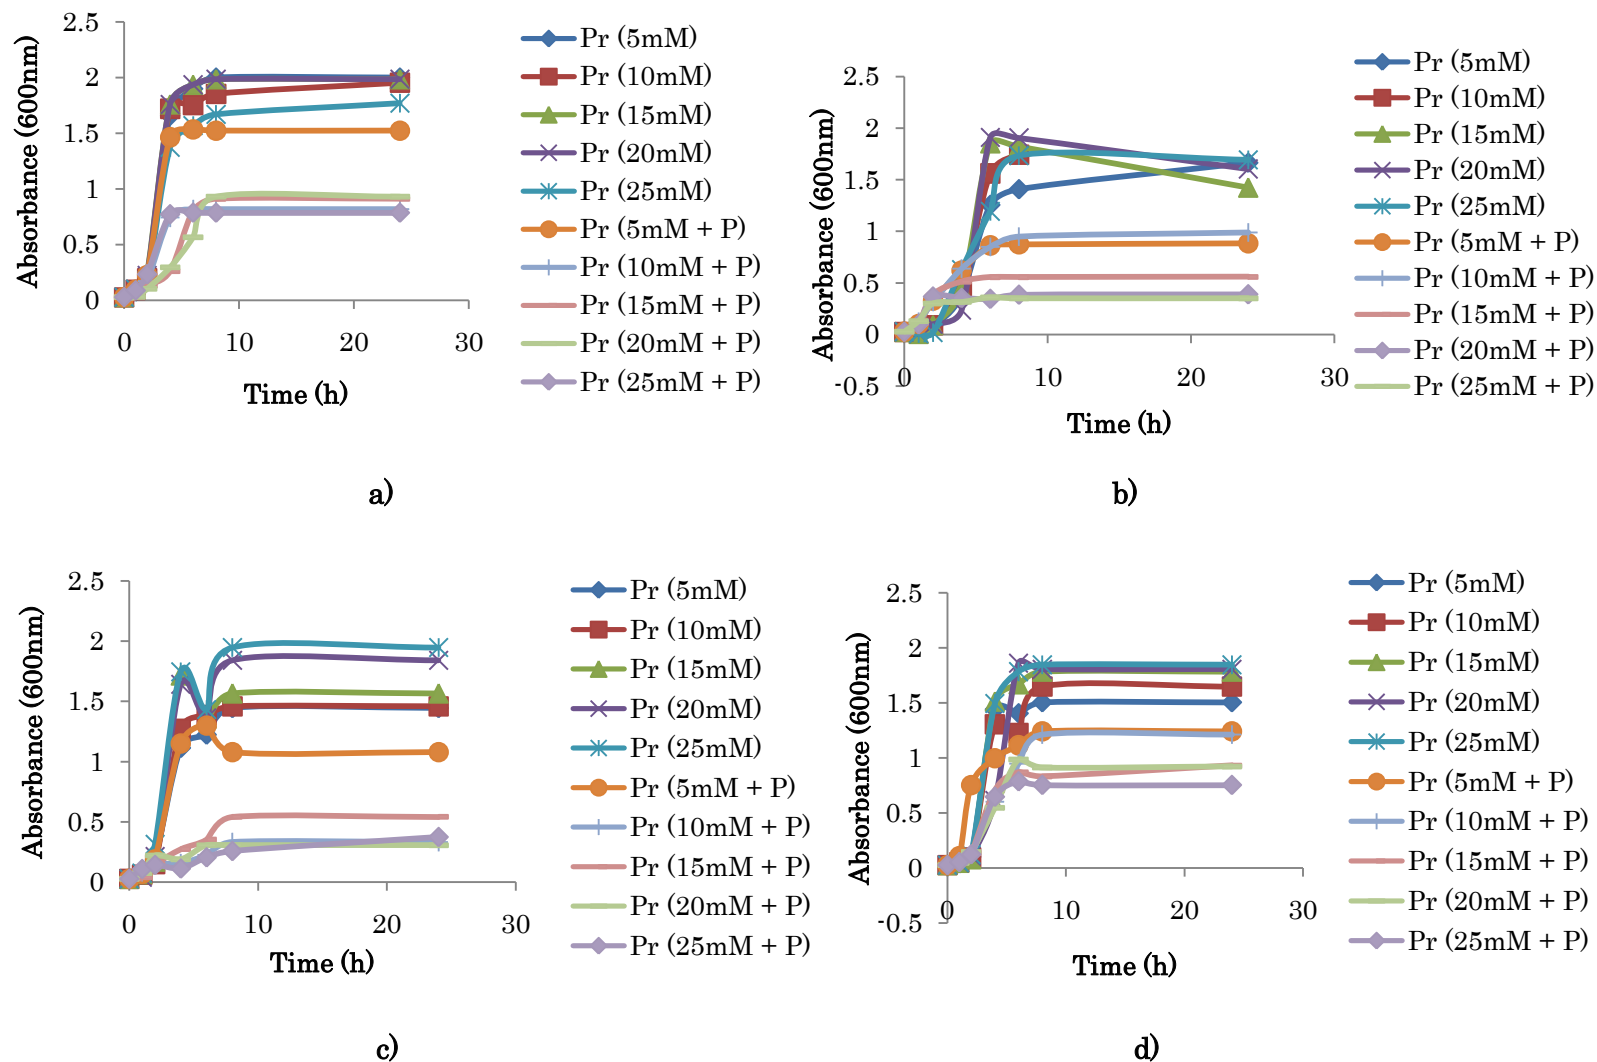 2.5
2
1.5
1
0.5
0
0
10
20
30
Absorbance (600nm)
Time (h)
Pr (5mM)
Pr (10mM)
Pr (15mM)
Pr (20mM)
Pr (25mM)
Pr (5mM + P)
Pr (10mM + P)
Pr (15mM + P)
Pr (20mM + P)
Pr (25mM + P)
a)
2.5
2
1.5
1
0.5
0
-0.5
0
10
20
30
Absorbance (600nm)
Time (h)
Pr (5mM)
Pr (10mM)
Pr (15mM)
Pr (20mM)
Pr (25mM)
Pr (5mM + P)
Pr (10mM + P)
Pr (15mM + P)
Pr (20mM + P)
Pr (25mM + P)
b)
2.5
2
1.5
1
0.5
0
0
10
20
30
Absorbance (600nm)
Time (h)
Pr (5mM)
Pr (10mM)
Pr (15mM)
Pr (20mM)
Pr (25mM)
Pr (5mM + P)
Pr (10mM + P)
Pr (15mM + P)
Pr (20mM + P)
Pr (25mM + P)
c)
2.5
2
1.5
1
0.5
0
-0.5
0
10
20
30
Absorbance (600nm)
Time (h)
Pr (5mM)
Pr (10mM)
Pr (15mM)
Pr (20mM)
Pr (25mM)
Pr (5mM + P)
Pr (10mM + P)
Pr (15mM + P)
Pr (20mM + P)
Pr (25mM + P)
d)